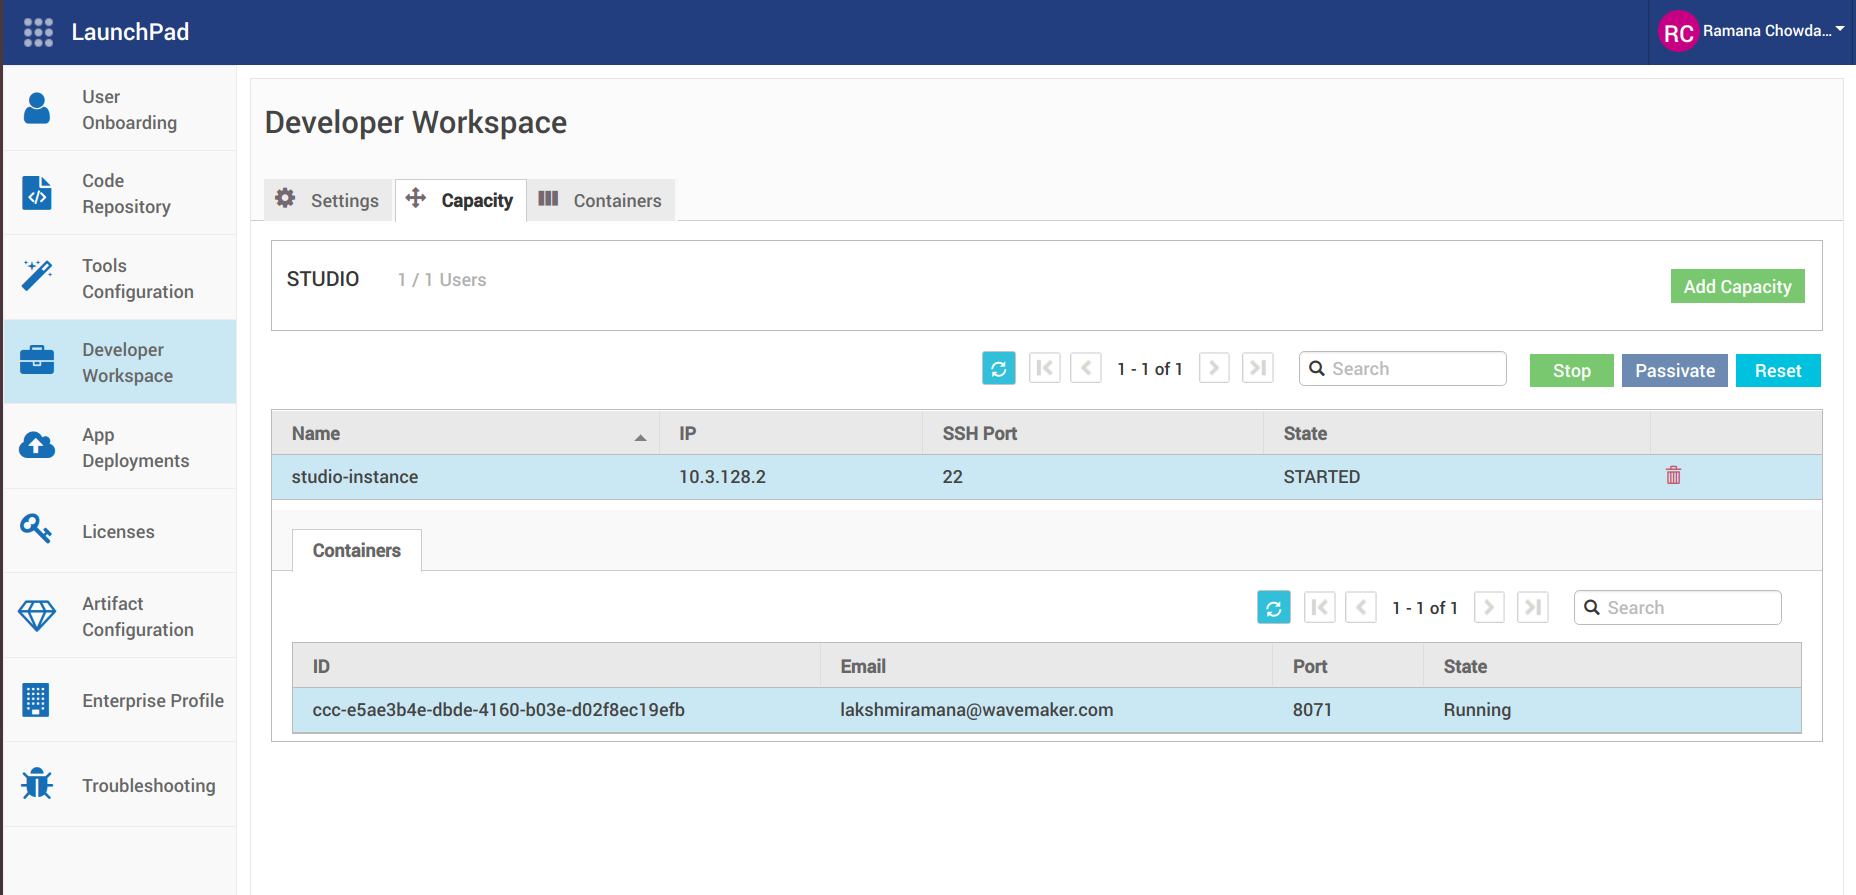 LaunchPad
RC Ramana Chowda...
User
Onboarding
Code
Repository
Tools
Configuration
Developer
Workspace
App
Deployments
Licenses
Artifact
Configuration
Enterprise Profile
Troubleshooting
Developer Workspace
Settings Capacity Containers
STUDIO 1 / 1 Users Add Capacity
1 - 1 of 1 Search Stop Passivate Reset
Name IP SSH Port State
studio-instance 10.3.128.2 22 STARTED
Containers
1 - 1 of 1 Search
ID Email Port State
ccc-e5ae3b4e-dbde-4160-b03e-d02f8ec19efb lakshmiramana@wavemaker.com 8071 Running